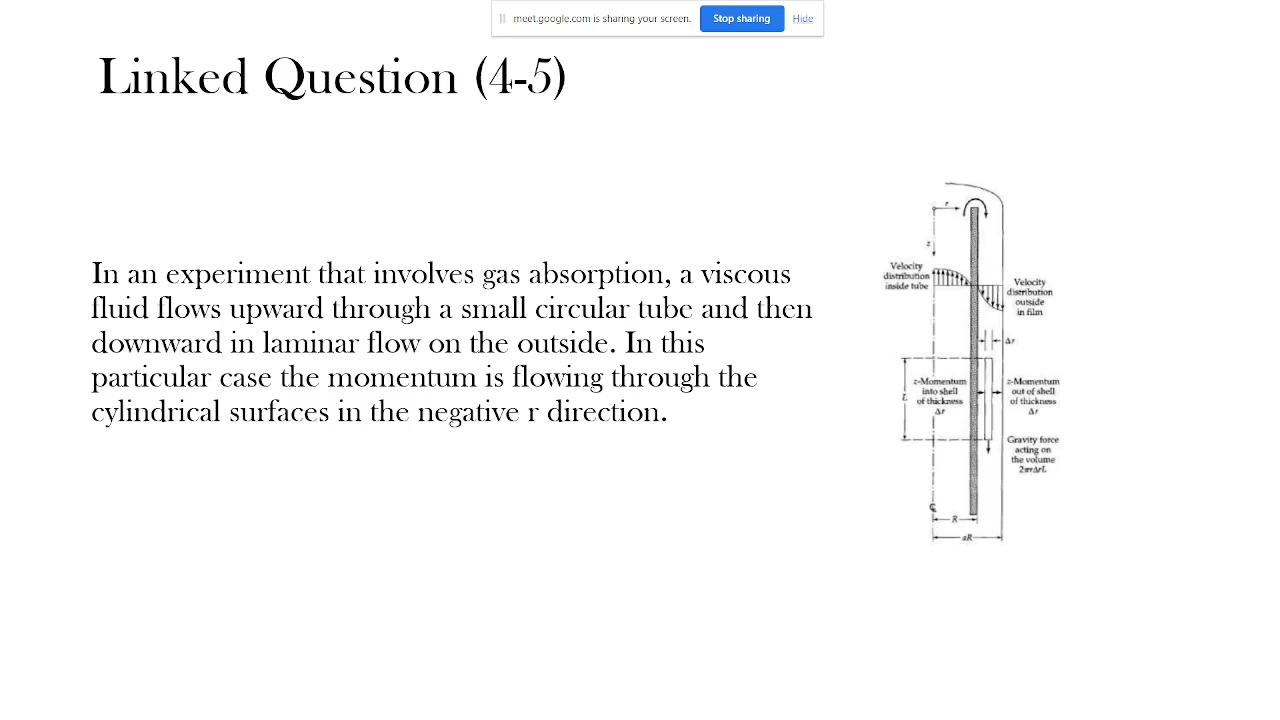 meet.google.com is sharing your screen. Stop sharing Hide
Linked Question (4-5)
In an experiment that involves gas absorption, a viscous
fluid flows upward through a small circular tube and then
downward in laminar flow on the outside. In this
particular case the momentum is flowing through the
cylindrical surfaces in the negative r direction.
r
z
Velocity
distribution
inside tube
Velocity
distribution
outside
in film
Δr
L
z-Momentum
into shell
of thickness
Δr
z-Momentum
out of shell
of thickness
Δr
Gravity force
acting on
the volume
2πrΔrL
R
aR